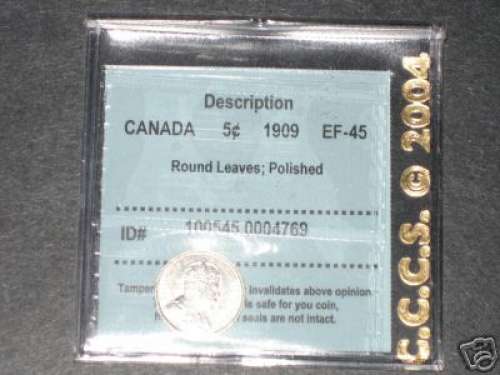 Description
CANADA 5¢ 1909 EF-45
Round Leaves; Polished
ID# 100545 0004769
Tamper Invalidates above opinion
is safe for you coin,
seals are not intact.
C.C.C.S. © 2004